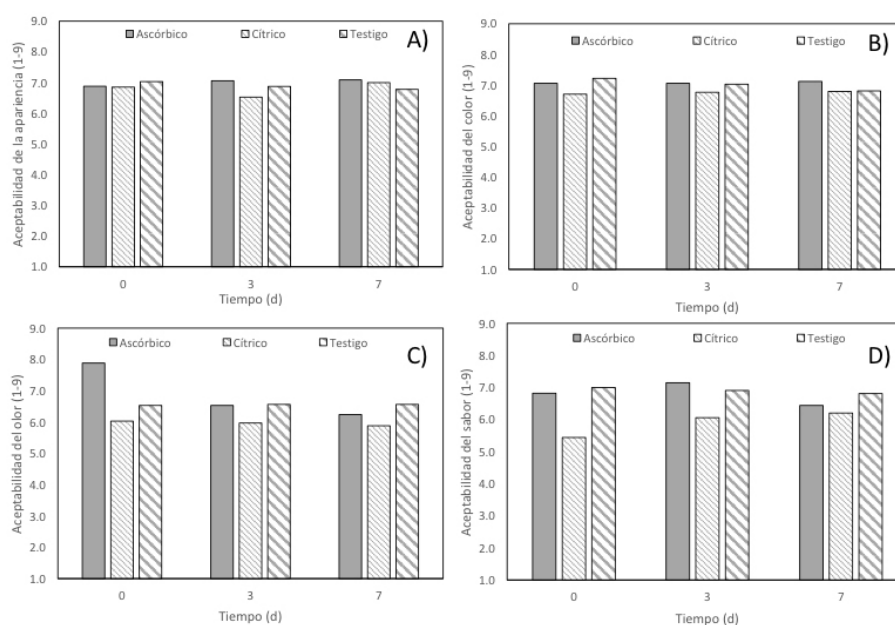 9.0
Ascórbico Cítrico Testigo
A)
8.0
7.0
6.0
5.0
4.0
3.0
2.0
1.0
Aceptabilidad de la apariencia (1-9)
0 3 7
Tiempo (d)
9.0
Ascórbico Cítrico Testigo
B)
8.0
7.0
6.0
5.0
4.0
3.0
2.0
1.0
Aceptabilidad del color (1-9)
0 3 7
Tiempo (d)
9.0
Ascórbico Cítrico Testigo
C)
8.0
7.0
6.0
5.0
4.0
3.0
2.0
1.0
Aceptabilidad del olor (1-9)
0 3 7
Tiempo (d)
9.0
Ascórbico Cítrico Testigo
D)
8.0
7.0
6.0
5.0
4.0
3.0
2.0
1.0
Aceptabilidad del sabor (1-9)
0 3 7
Tiempo (d)